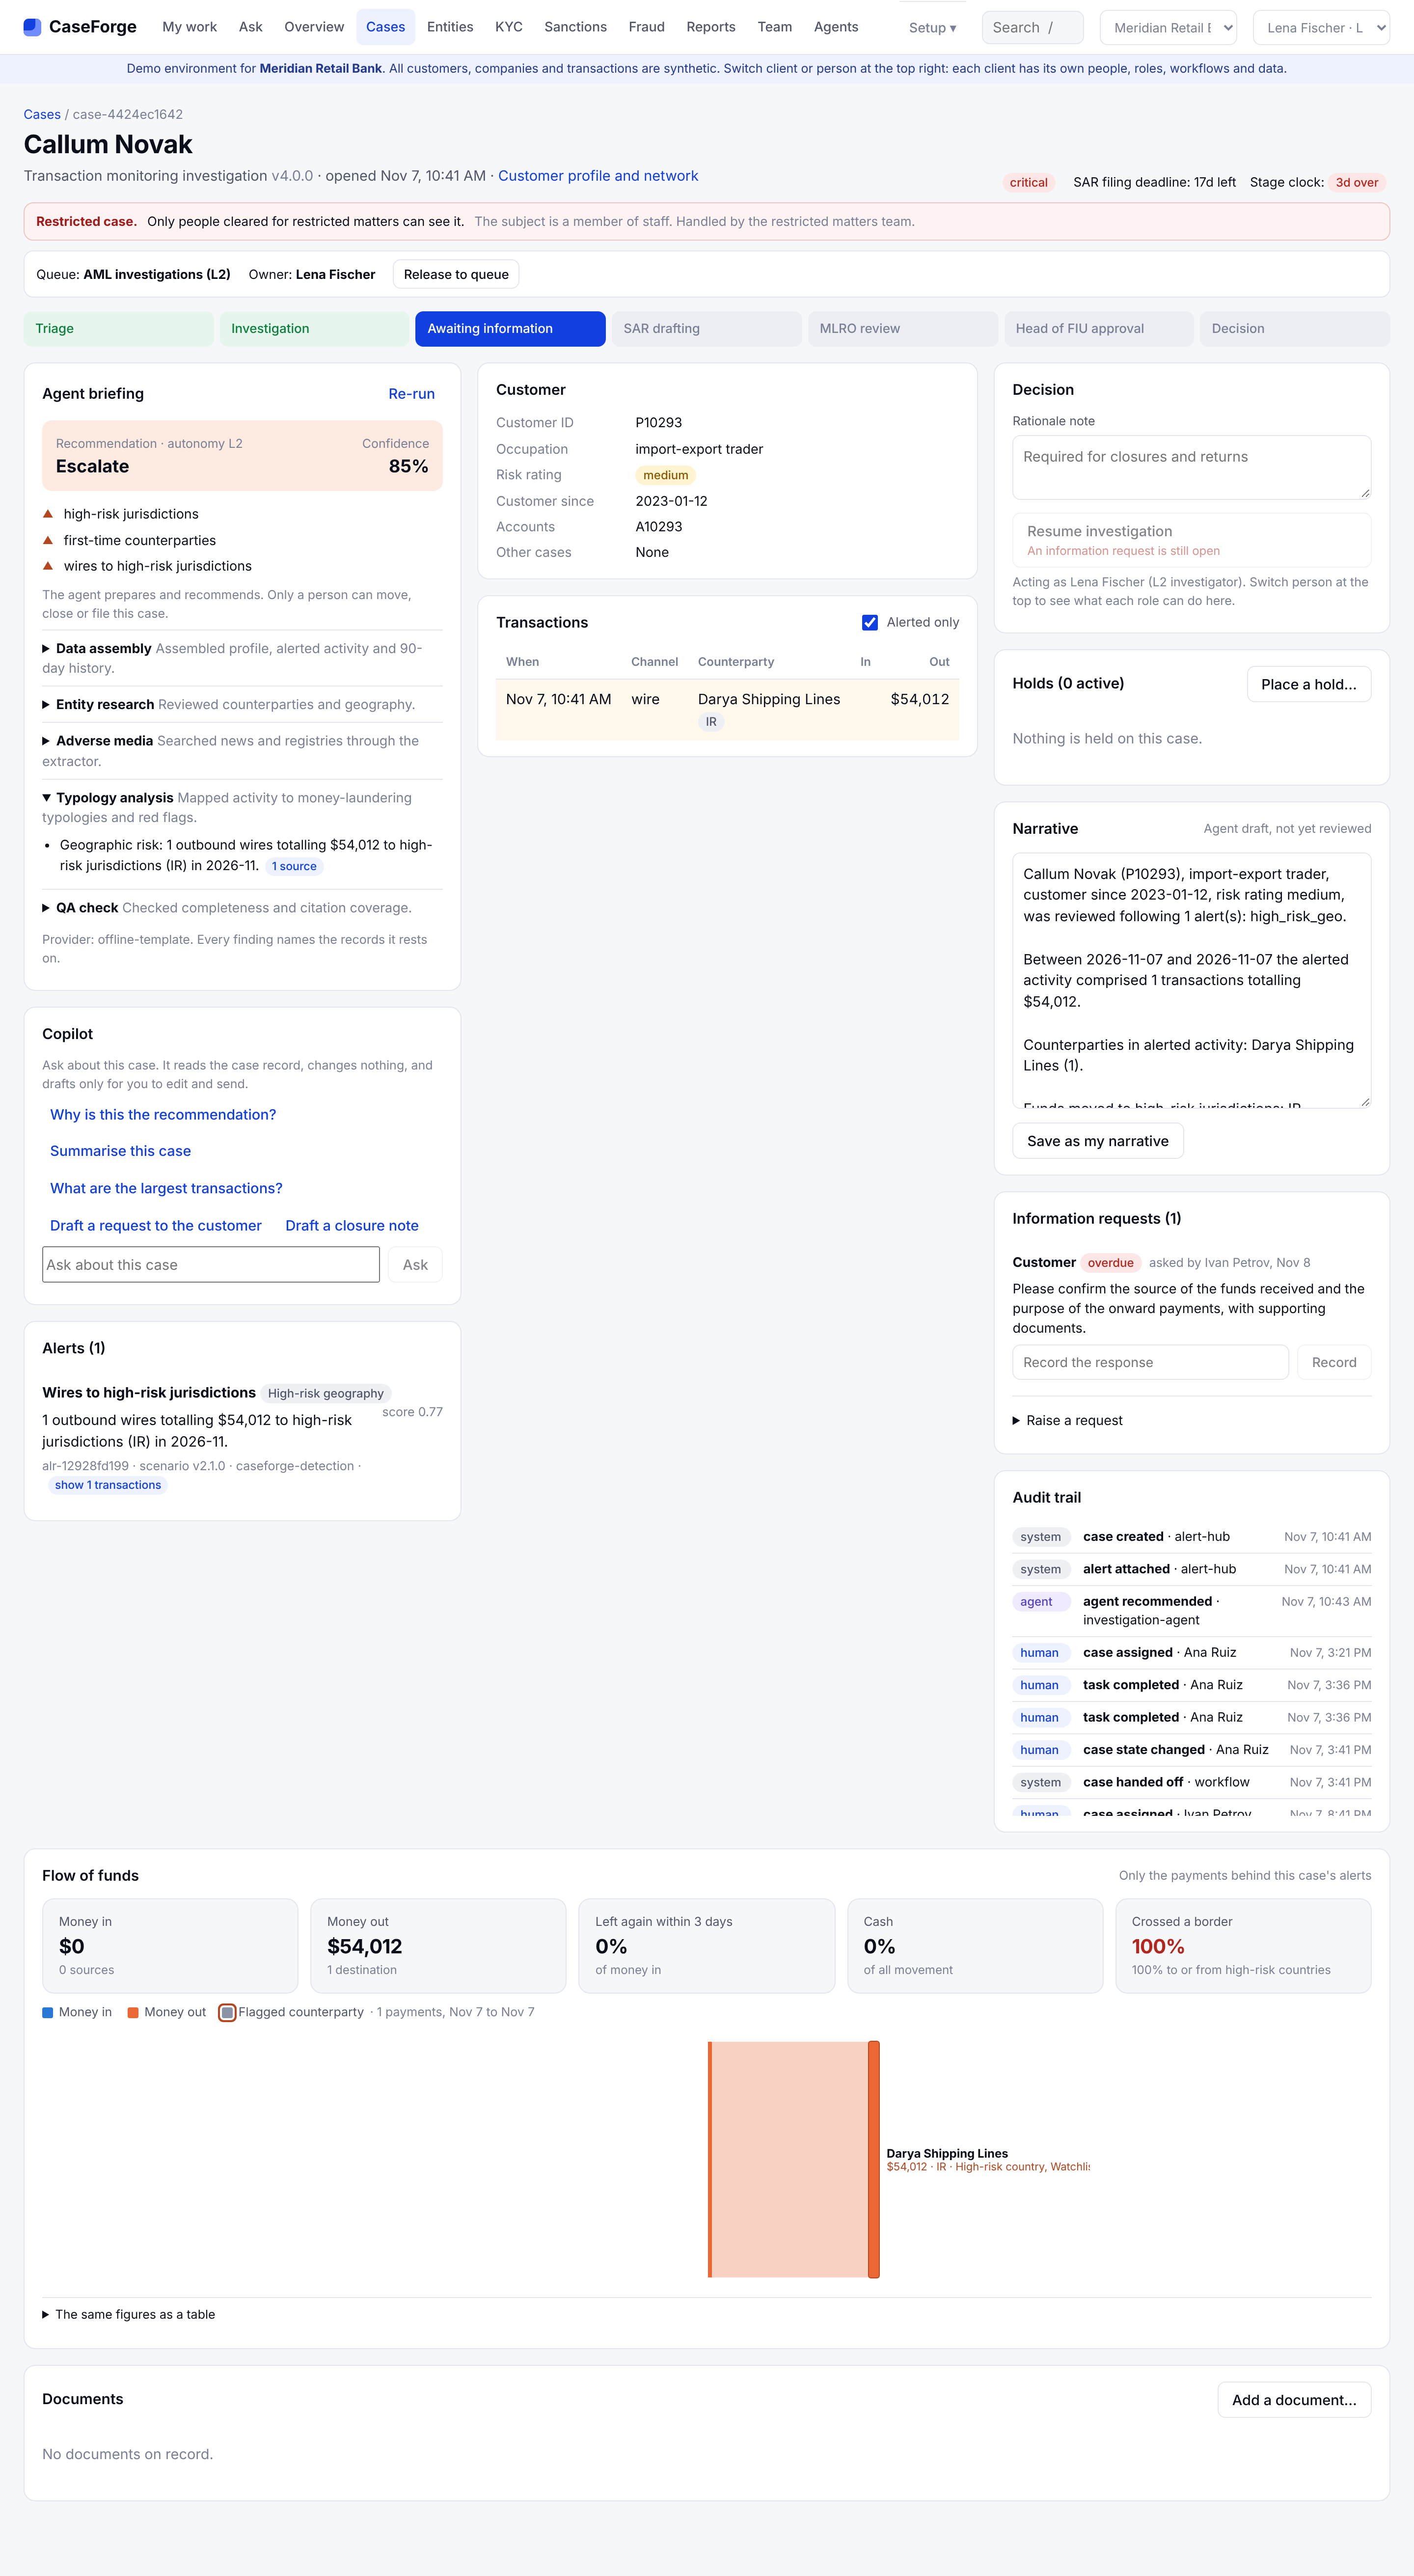 CaseForge
My work
Ask
Overview
Cases
Entities
KYC
Sanctions
Fraud
Reports
Team
Agents
Setup ▾
Search /
Meridian Retail
Lena Fischer · L
Demo environment for Meridian Retail Bank. All customers, companies and transactions are synthetic. Switch client or person at the top right: each client has its own people, roles, workflows and data.
Cases / case-4424ec1642
Callum Novak
Transaction monitoring investigation v4.0.0 · opened Nov 7, 10:41 AM · Customer profile and network
critical SAR filing deadline: 17d left Stage clock: 3d over
Restricted case. Only people cleared for restricted matters can see it. The subject is a member of staff. Handled by the restricted matters team.
Queue: AML investigations (L2) Owner: Lena Fischer Release to queue
Triage
Investigation
Awaiting information
SAR drafting
MLRO review
Head of FIU approval
Decision
Agent briefing
Re-run
Recommendation · autonomy L2 Confidence
Escalate 85%
high-risk jurisdictions
first-time counterparties
wires to high-risk jurisdictions
The agent prepares and recommends. Only a person can move,
close or file this case.
Data assembly Assembled profile, alerted activity and 90-
day history.
Entity research Reviewed counterparties and geography.
Adverse media Searched news and registries through the
extractor.
Typology analysis Mapped activity to money-laundering
typologies and red flags.
• Geographic risk: 1 outbound wires totalling $54,012 to high-
risk jurisdictions (IR) in 2026-11. 1 source
QA check Checked completeness and citation coverage.
Provider: offline-template. Every finding names the records it rests
on.
Copilot
Ask about this case. It reads the case record, changes nothing, and
drafts only for you to edit and send.
Why is this the recommendation?
Summarise this case
What are the largest transactions?
Draft a request to the customer
Draft a closure note
Ask about this case
Ask
Alerts (1)
Wires to high-risk jurisdictions High-risk geography
score 0.77
1 outbound wires totalling $54,012 to high-risk
jurisdictions (IR) in 2026-11.
alr-12928fd199 · scenario v2.1.0 · caseforge-detection ·
show 1 transactions
Customer
Customer ID P10293
Occupation import-export trader
Risk rating medium
Customer since 2023-01-12
Accounts A10293
Other cases None
Transactions
Alerted only
When Channel Counterparty In Out
Nov 7, 10:41 AM wire Darya Shipping Lines $54,012
IR
Decision
Rationale note
Required for closures and returns
Resume investigation
An information request is still open
Acting as Lena Fischer (L2 investigator). Switch person at the
top to see what each role can do here.
Holds (0 active)
Place a hold...
Nothing is held on this case.
Narrative
Agent draft, not yet reviewed
Callum Novak (P10293), import-export trader,
customer since 2023-01-12, risk rating medium,
was reviewed following 1 alert(s): high_risk_geo.
Between 2026-11-07 and 2026-11-07 the alerted
activity comprised 1 transactions totalling
$54,012.
Counterparties in alerted activity: Darya Shipping
Lines (1).
Funds moved to high-risk jurisdictions: IR
Save as my narrative
Information requests (1)
Customer overdue asked by Ivan Petrov, Nov 8
Please confirm the source of the funds received and the
purpose of the onward payments, with supporting
documents.
Record the response
Record
Raise a request
Audit trail
system case created · alert-hub Nov 7, 10:41 AM
system alert attached · alert-hub Nov 7, 10:41 AM
agent agent recommended · Nov 7, 10:43 AM
investigation-agent
human case assigned · Ana Ruiz Nov 7, 3:21 PM
human task completed · Ana Ruiz Nov 7, 3:36 PM
human task completed · Ana Ruiz Nov 7, 3:36 PM
human case state changed · Ana Ruiz Nov 7, 3:41 PM
system case handed off · workflow Nov 7, 3:41 PM
human case assigned · Ivan Petrov Nov 7, 8:41 PM
Flow of funds
Only the payments behind this case's alerts
Money in
$0
0 sources
Money out
$54,012
1 destination
Left again within 3 days
0%
of money in
Cash
0%
of all movement
Crossed a border
100%
100% to or from high-risk countries
Money in
Money out
Flagged counterparty
· 1 payments, Nov 7 to Nov 7
Darya Shipping Lines
$54,012 · IR · High-risk country,
The same figures as a table
Documents
Add a document...
No documents on record.